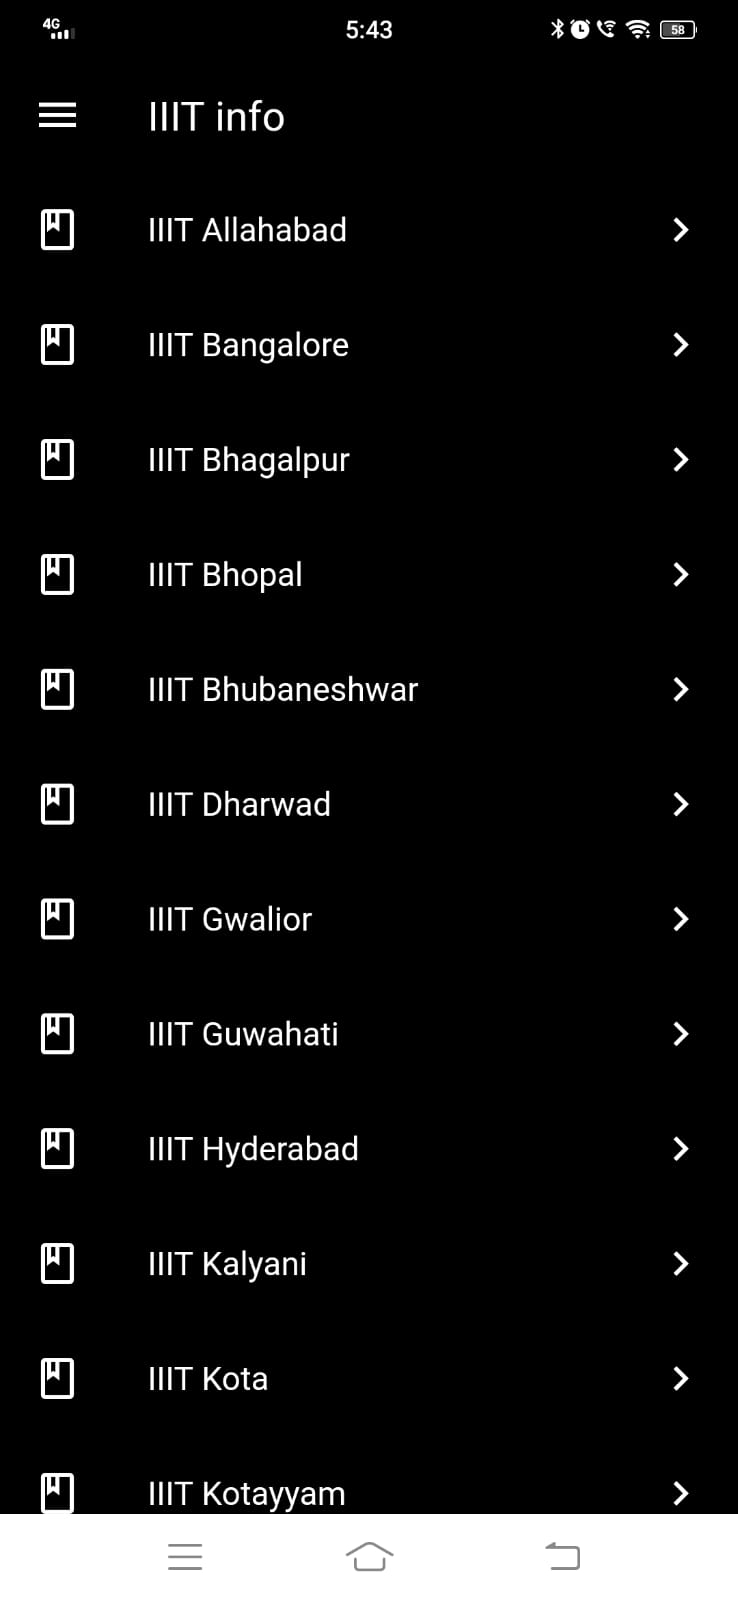 4G 5:43 58
IIIT info
IIIT Allahabad
IIIT Bangalore
IIIT Bhagalpur
IIIT Bhopal
IIIT Bhubaneshwar
IIIT Dharwad
IIIT Gwalior
IIIT Guwahati
IIIT Hyderabad
IIIT Kalyani
IIIT Kota
IIIT Kotayyam